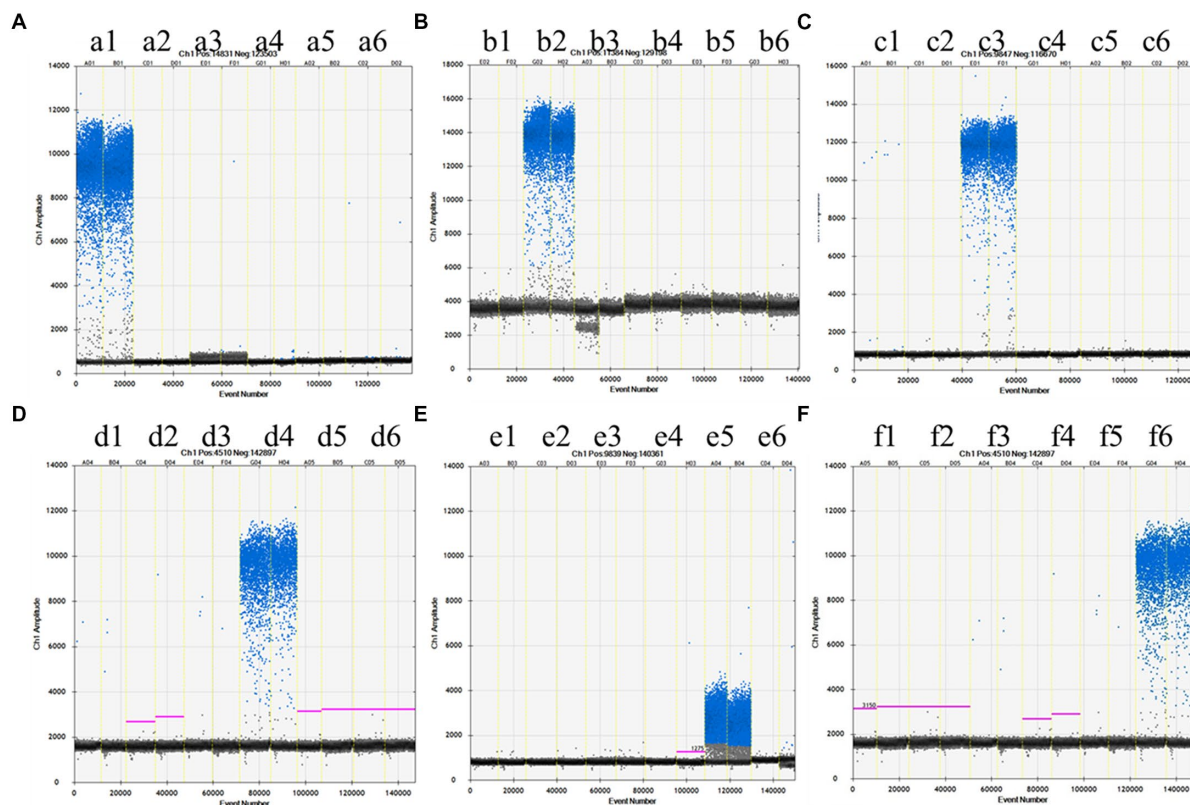 A
a1 a2 a3 a4 a5 a6
Ch1 Pos:14831 Neg:123503
A01 B01 C01 D01 E01 F01 G01 H01 A02 B02 C02 D02
14000
12000
10000
8000
6000
4000
2000
0
Ch1 Amplitude
0 20000 40000 60000 80000 100000 120000
Event Number
B
b1 b2 b3 b4 b5 b6
Ch1 Pos:11384 Neg:129198
E02 F02 G02 H02 A03 B03 C03 D03 E03 F03 G03 H03
18000
16000
14000
12000
10000
8000
6000
4000
2000
0
Ch1 Amplitude
0 20000 40000 60000 80000 100000 120000 140000
Event Number
C
c1 c2 c3 c4 c5 c6
Ch1 Pos:9847 Neg:116670
A01 B01 C01 D01 E01 F01 G01 H01 A02 B02 C02 D02
14000
12000
10000
8000
6000
4000
2000
0
0 20000 40000 60000 80000 100000 120000
Event Number
D
d1 d2 d3 d4 d5 d6
Ch1 Pos:4510 Neg:142897
A04 B04 C04 D04 E04 F04 G04 H04 A05 B05 C05 D05
14000
12000
10000
8000
6000
4000
2000
0
Ch1 Amplitude
0 20000 40000 60000 80000 100000 120000 140000
Event Number
E
e1 e2 e3 e4 e5 e6
Ch1 Pos:9839 Neg:140361
A03 B03 C03 D03 E03 F03 G03 H03 A04 B04 C04 D04
14000
12000
10000
8000
6000
4000
2000
0
Ch1 Amplitude
1275
0 20000 40000 60000 80000 100000 120000 140000
Event Number
F
f1 f2 f3 f4 f5 f6
Ch1 Pos:4510 Neg:142897
A05 B05 C05 D05 A04 B04 C04 D04 E04 F04 G04 H04
14000
12000
10000
8000
6000
4000
2000
0
Ch1 Amplitude
3150
0 20000 40000 60000 80000 100000 120000 140000
Event Number